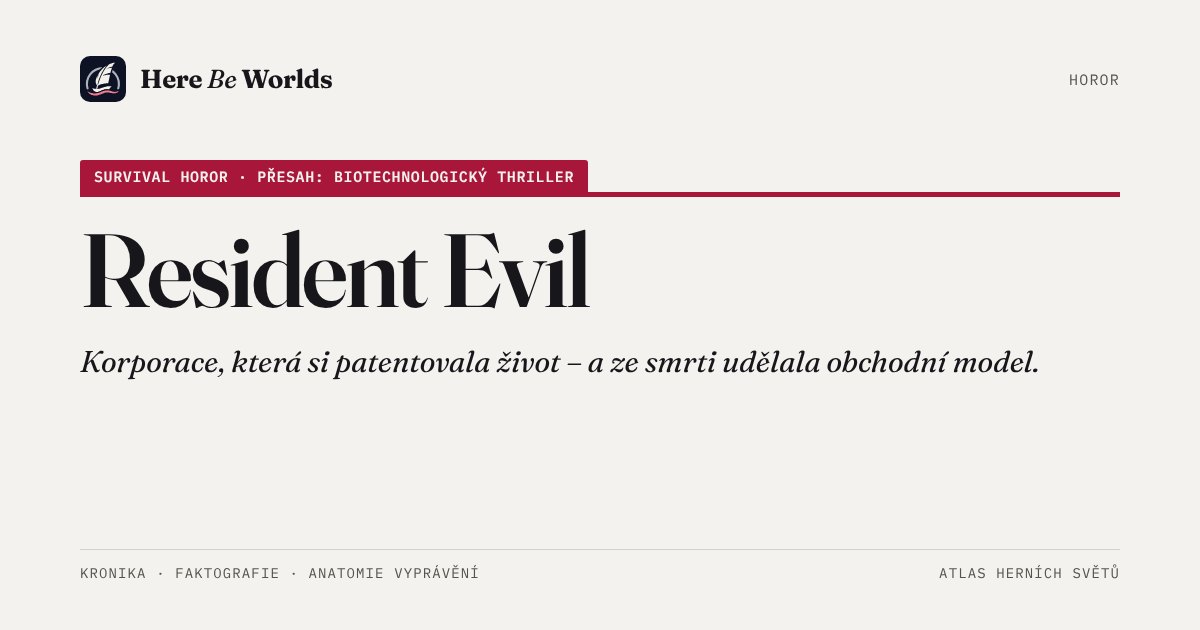 Here Be Worlds
HOROR
SURVIVAL HOROR · PŘESAH: BIOTECHNOLOGICKÝ THRILLER
Resident Evil
Korporace, která si patentovala život – a ze smrti udělala obchodní model.
KRONIKA · FAKTOGRAFIE · ANATOMIE VYPRÁVĚNÍ
ATLAS HERNÍCH SVĚTŮ